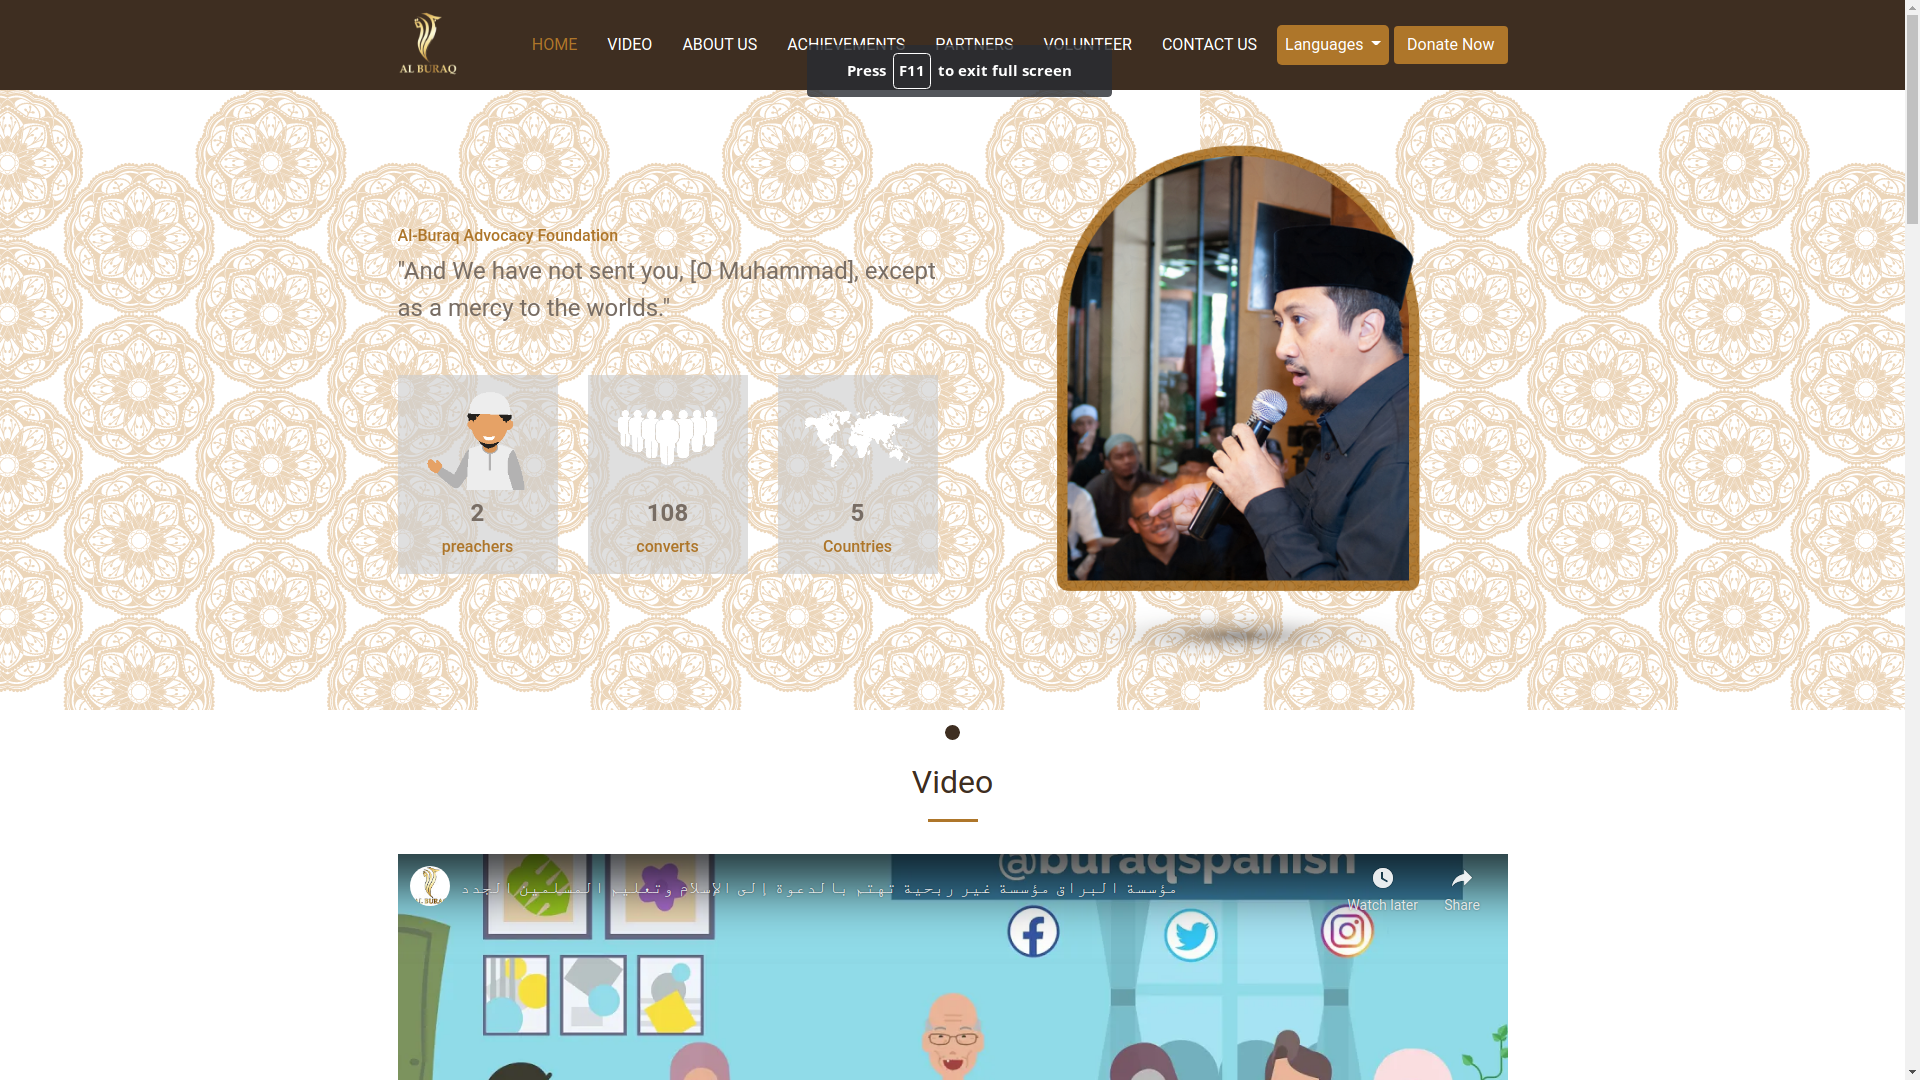 AL BURAQ
HOME
VIDEO
ABOUT US
ACHIEVEMENTS
PARTNERS
VOLUNTEER
CONTACT US
Languages
Donate Now
Press F11 to exit full screen
Al-Buraq Advocacy Foundation
"And We have not sent you, [O Muhammad], except
as a mercy to the worlds."
2
preachers
108
converts
5
Countries
Video
@buraqspanish
مؤسسة البراق مؤسسة غير ربحية تهتم بالدعوة إلى الإسلام وتعليم المسلمين الجدد
Watch later
Share